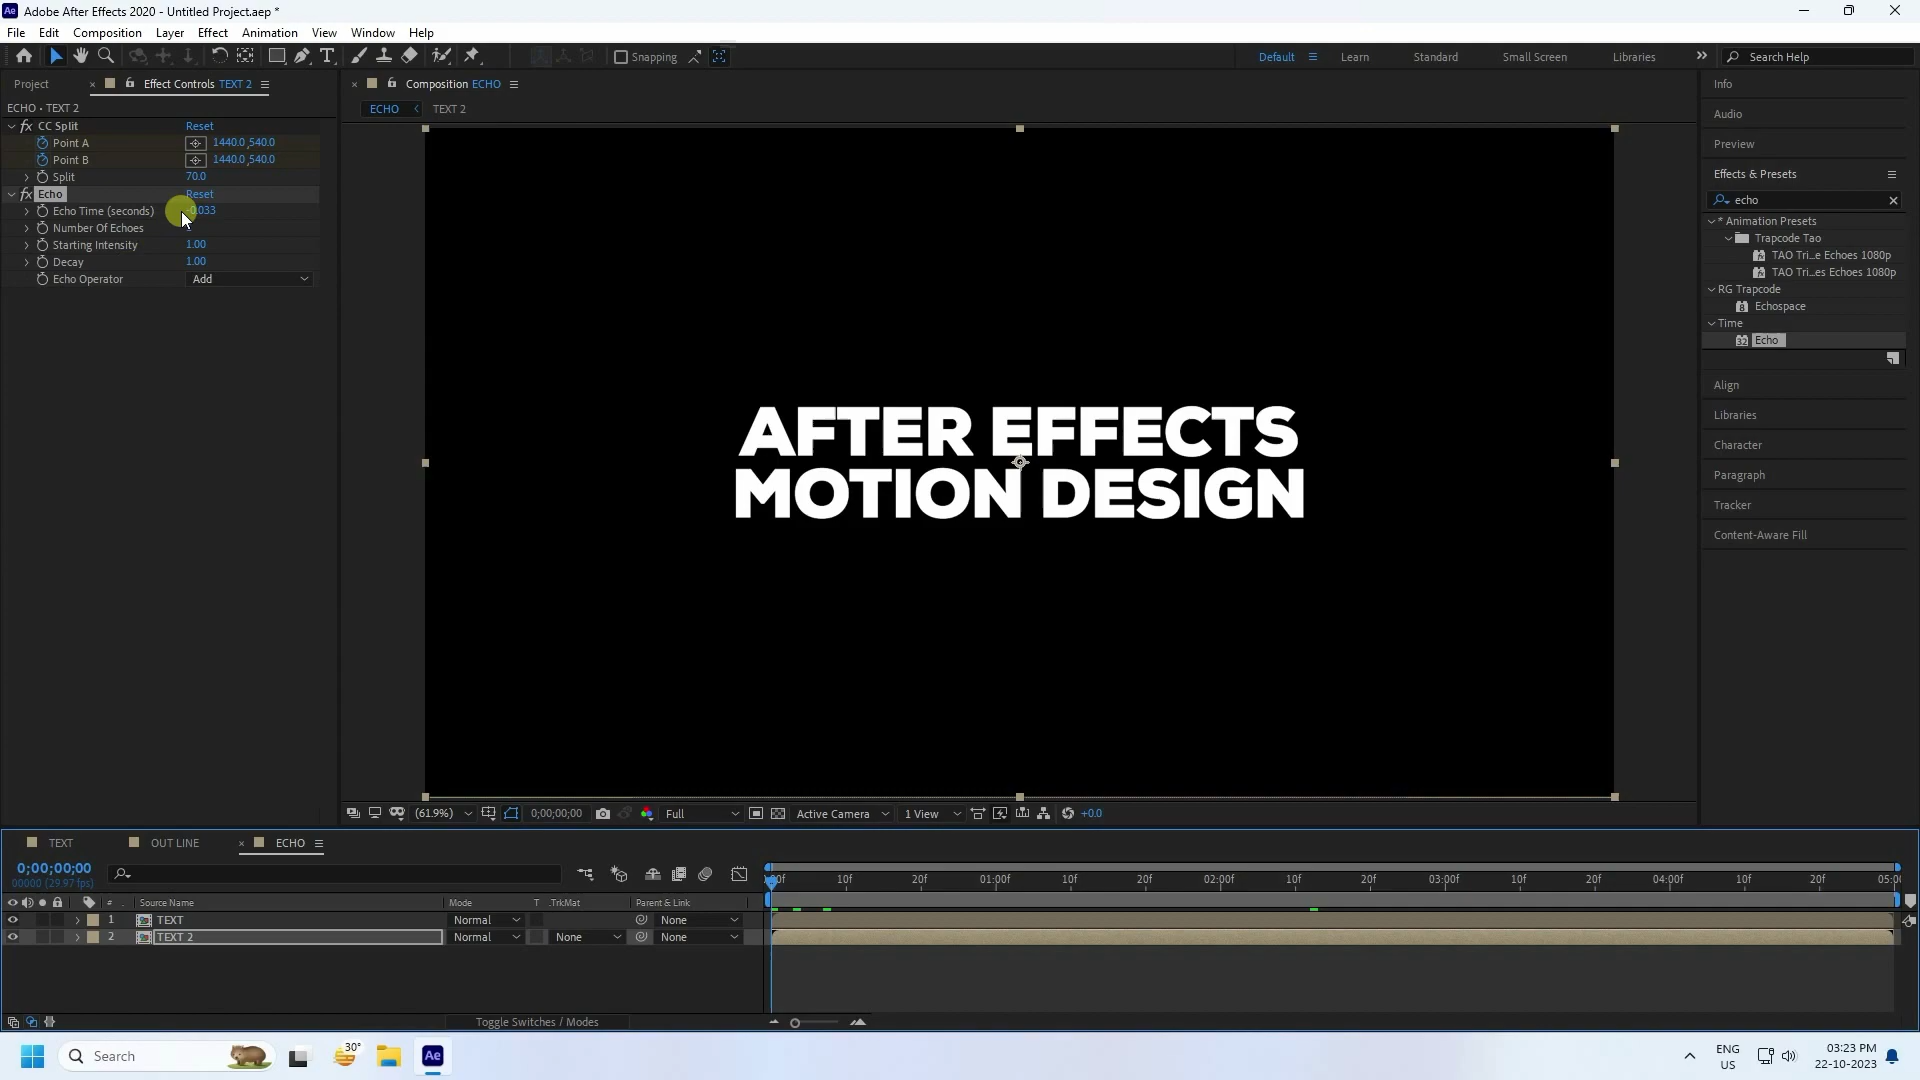 Adobe After Effects 2020 - Untitled Project.aep *
File Edit Composition Layer Effect Animation View Window Help
Snapping Default Learn Standard Small Screen Libraries Search Help
Project Effect Controls TEXT 2
Composition ECHO
ECHO • TEXT 2
ECHO TEXT 2
fx CC Split Reset
Point A 1440.0,540.0
Point B 1440.0,540.0
Split 70.0
fx Echo Reset
Echo Time (seconds) -0.033
Number Of Echoes
Starting Intensity 1.00
Decay 1.00
Echo Operator Add
AFTER EFFECTS
MOTION DESIGN
Info
Audio
Preview
Effects & Presets
echo
* Animation Presets
Trapcode Tao
TAO Tri...e Echoes 1080p
TAO Tri...es Echoes 1080p
RG Trapcode
Echospace
Time
32 Echo
Align
Libraries
Character
Paragraph
Tracker
Content-Aware Fill
(61.9%) 0;00;00;00 Full Active Camera 1 View +0.0
TEXT OUT LINE ECHO
0;00;00;00
00000 (29.97 fps)
10f 20f 01:00f 10f 20f 02:00f 10f 20f 03:00f 10f 20f 04:00f 10f 20f 05:00
# Source Name Mode T .TrkMat Parent & Link
1 TEXT Normal None
2 TEXT 2 Normal None None
Toggle Switches / Modes
Search 30° Ae
ENG
US
03:23 PM
22-10-2023